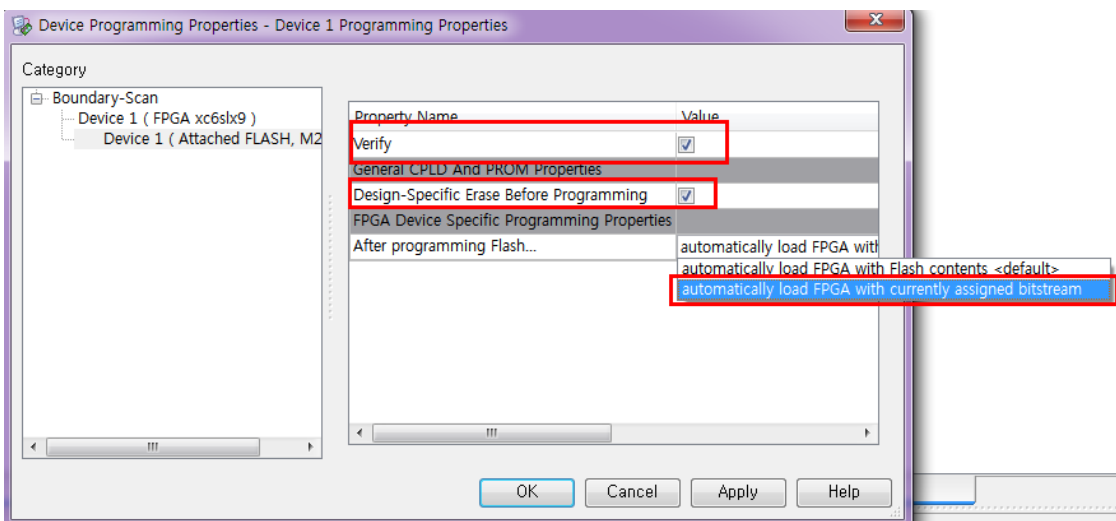 Device Programming Properties - Device 1 Programming Properties
Category
Boundary-Scan
Device 1 ( FPGA xc6slx9 )
Device 1 ( Attached FLASH, M2
Property Name Value
Verify
General CPLD And PROM Properties
Design-Specific Erase Before Programming
FPGA Device Specific Programming Properties
After programming Flash... automatically load FPGA with
automatically load FPGA with Flash contents <default>
automatically load FPGA with currently assigned bitstream
OK Cancel Apply Help